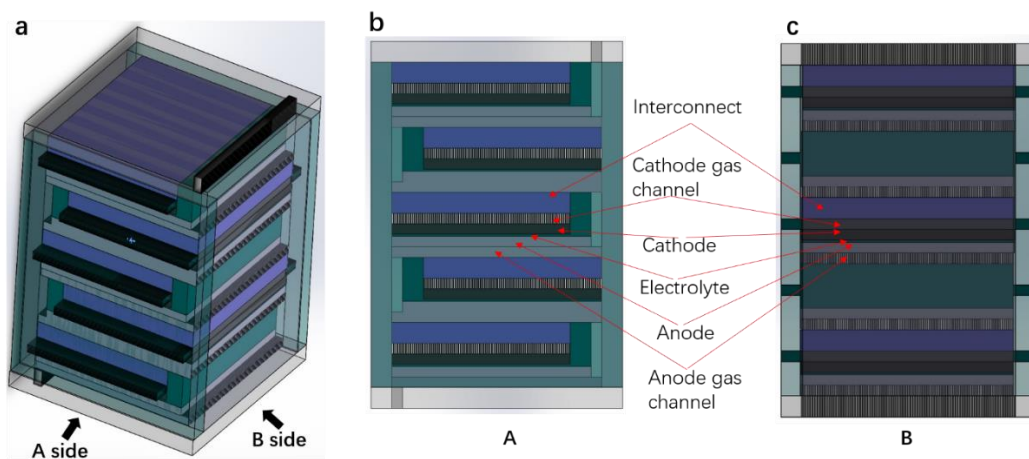 a
b
c
Interconnect
Cathode gas
channel
Cathode
Electrolyte
Anode
Anode gas
channel
A side
B side
A
B